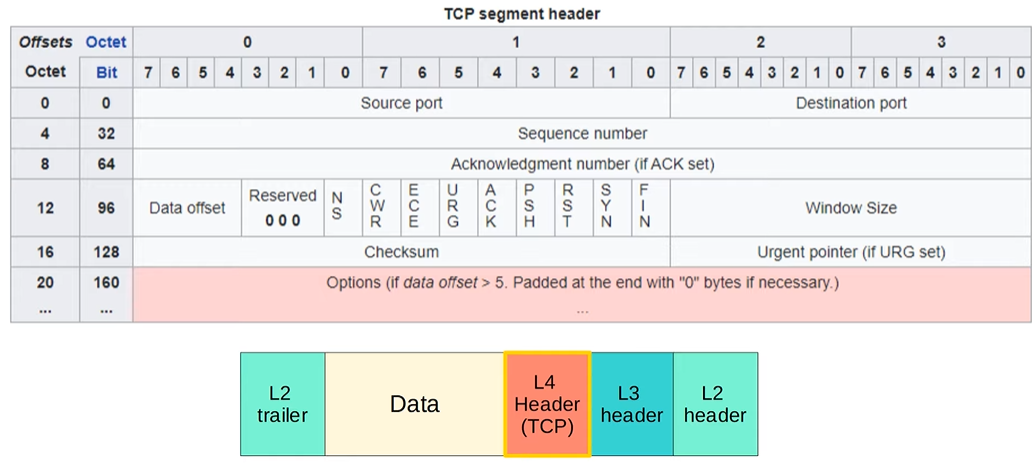 TCP segment header
Offsets Octet 0 1 2 3
Octet Bit 7 6 5 4 3 2 1 0 7 6 5 4 3 2 1 0 7 6 5 4 3 2 1 0 7 6 5 4 3 2 1 0
0 0 Source port Destination port
4 32 Sequence number
8 64 Acknowledgment number (if ACK set)
12 96 Data offset Reserved 0 0 0 NS CWR ECE URG ACK PSH RST SYN FIN Window Size
16 128 Checksum Urgent pointer (if URG set)
20 160 Options (if data offset > 5. Padded at the end with "0" bytes if necessary.)
... ... ...
L2 trailer Data L4 Header (TCP) L3 header L2 header